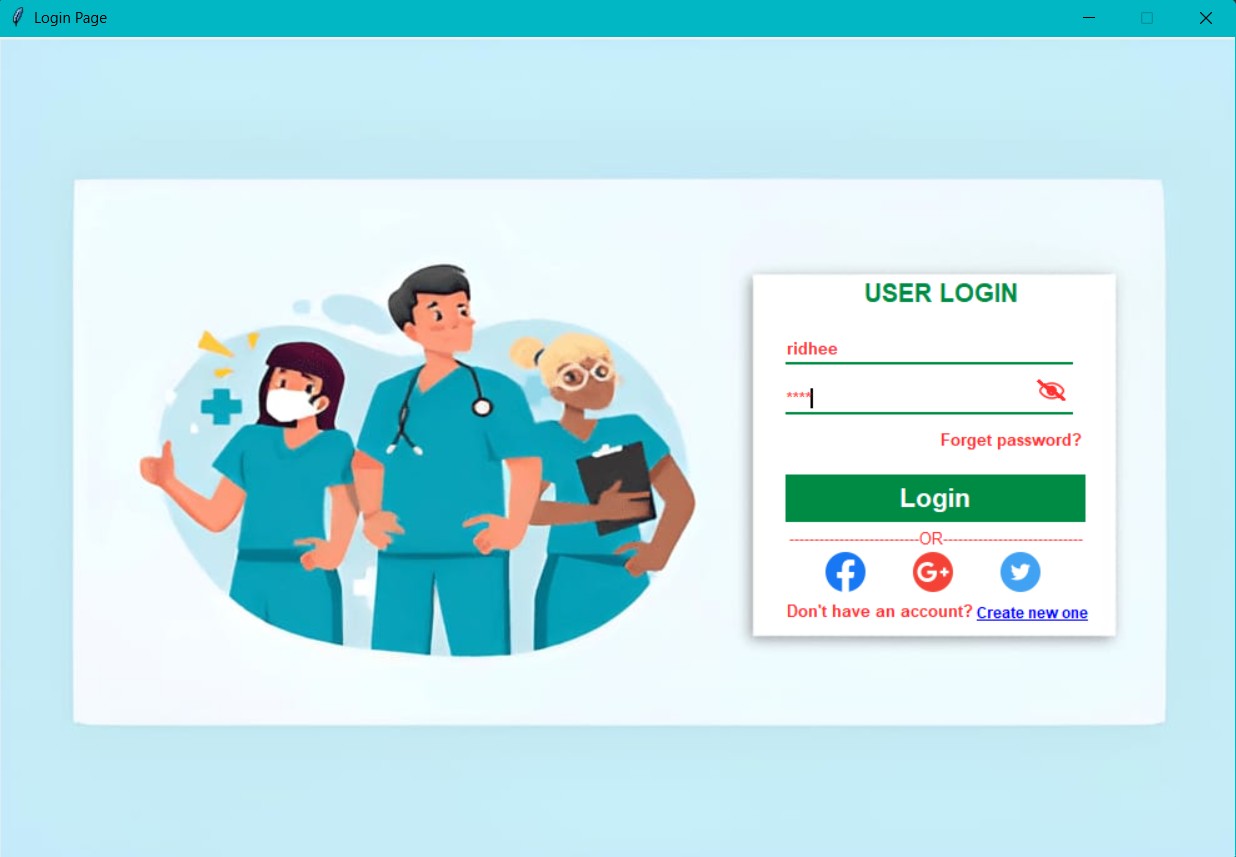 Login Page
USER LOGIN
ridhee
****
Forget password?
Login
--------------------------OR----------------------------
G+
Don't have an account? Create new one